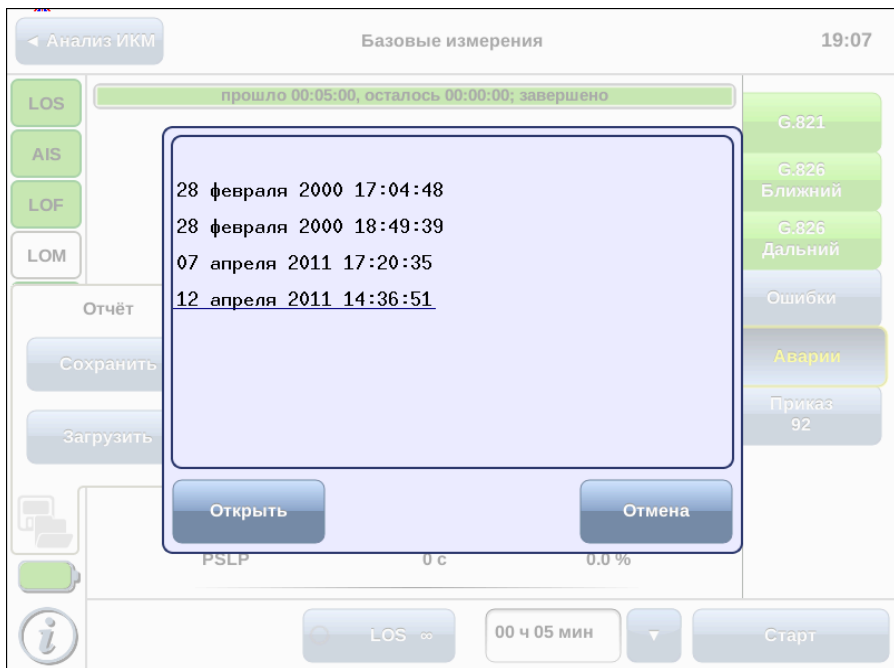 ◄ Анализ ИКМ
Базовые измерения
19:07
LOS
прошло 00:05:00, осталось 00:00:00; завершено
G.821
AIS
G.826
Ближний
LOF
G.826
Дальний
LOM
28 февраля 2000 17:04:48
28 февраля 2000 18:49:39
07 апреля 2011 17:20:35
12 апреля 2011 14:36:51
Отчёт
Ошибки
Сохранить
Аварии
Загрузить
Приказ
92
Открыть
Отмена
PSLP 0 с 0.0 %
LOS ∞
00 ч 05 мин
▼
Старт